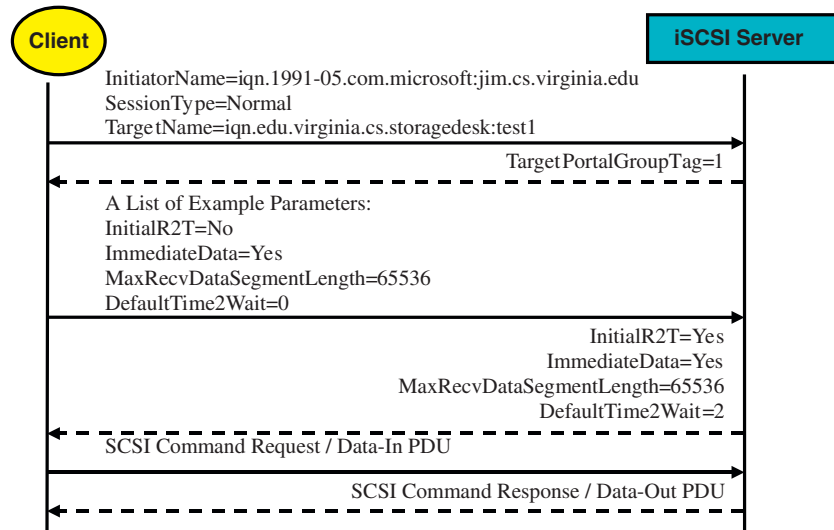 Client
iSCSI Server
InitiatorName=iqn.1991-05.com.microsoft:jim.cs.virginia.edu
SessionType=Normal
TargetName=iqn.edu.virginia.cs.storagedesk:test1
TargetPortalGroupTag=1
A List of Example Parameters:
InitialR2T=No
ImmediateData=Yes
MaxRecvDataSegmentLength=65536
DefaultTime2Wait=0
InitialR2T=Yes
ImmediateData=Yes
MaxRecvDataSegmentLength=65536
DefaultTime2Wait=2
SCSI Command Request / Data-In PDU
SCSI Command Response / Data-Out PDU